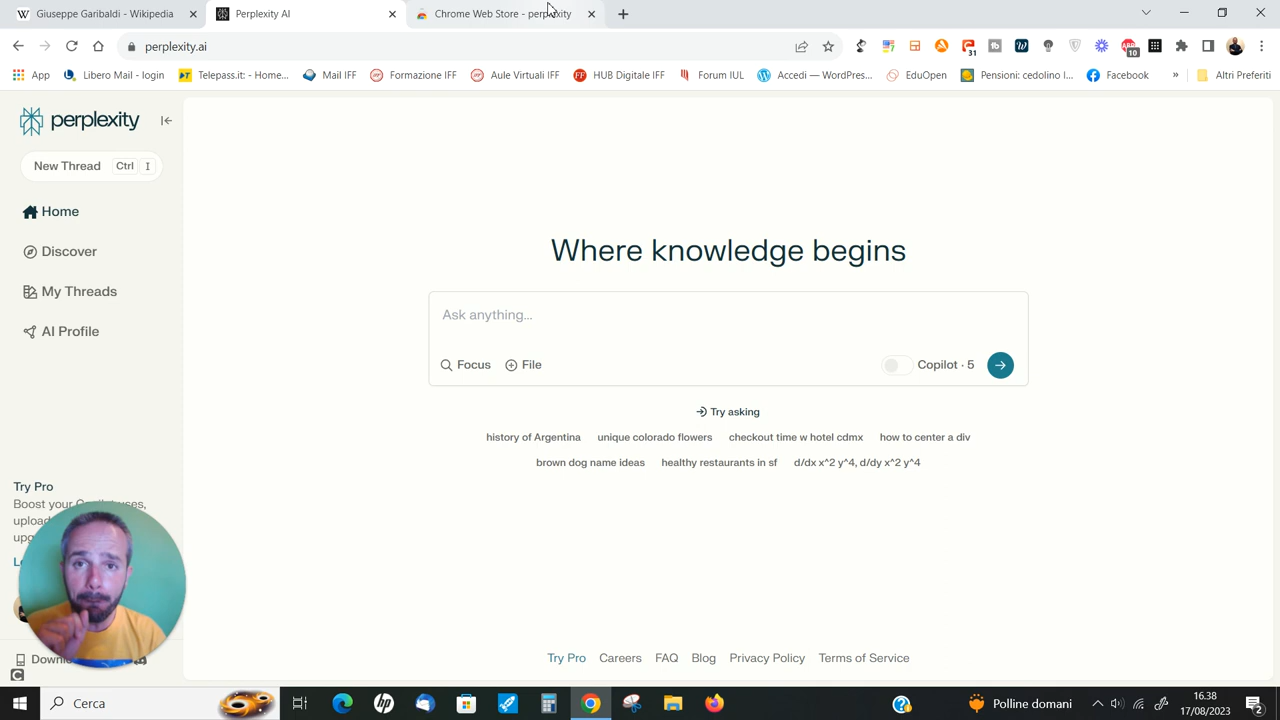 Giuseppe Garibaldi - Wikipedia
Perplexity AI
Chrome Web Store - perplexity
perplexity.ai
31
10
App
Libero Mail - login
Telepass.it: - Home...
Mail IFF
Formazione IFF
Aule Virtuali IFF
HUB Digitale IFF
Forum IUL
Accedi — WordPres...
EduOpen
Pensioni: cedolino I...
Facebook
»
Altri Preferiti
perplexity
New Thread Ctrl I
Home
Discover
My Threads
AI Profile
Where knowledge begins
Ask anything...
Focus
File
Copilot · 5
Try asking
history of Argentina
unique colorado flowers
checkout time w hotel cdmx
how to center a div
brown dog name ideas
healthy restaurants in sf
d/dx x^2 y^4, d/dy x^2 y^4
Try Pro
Boost your
Try Pro
Careers
FAQ
Blog
Privacy Policy
Terms of Service
Cerca
Polline domani
16.38
17/08/2023
2